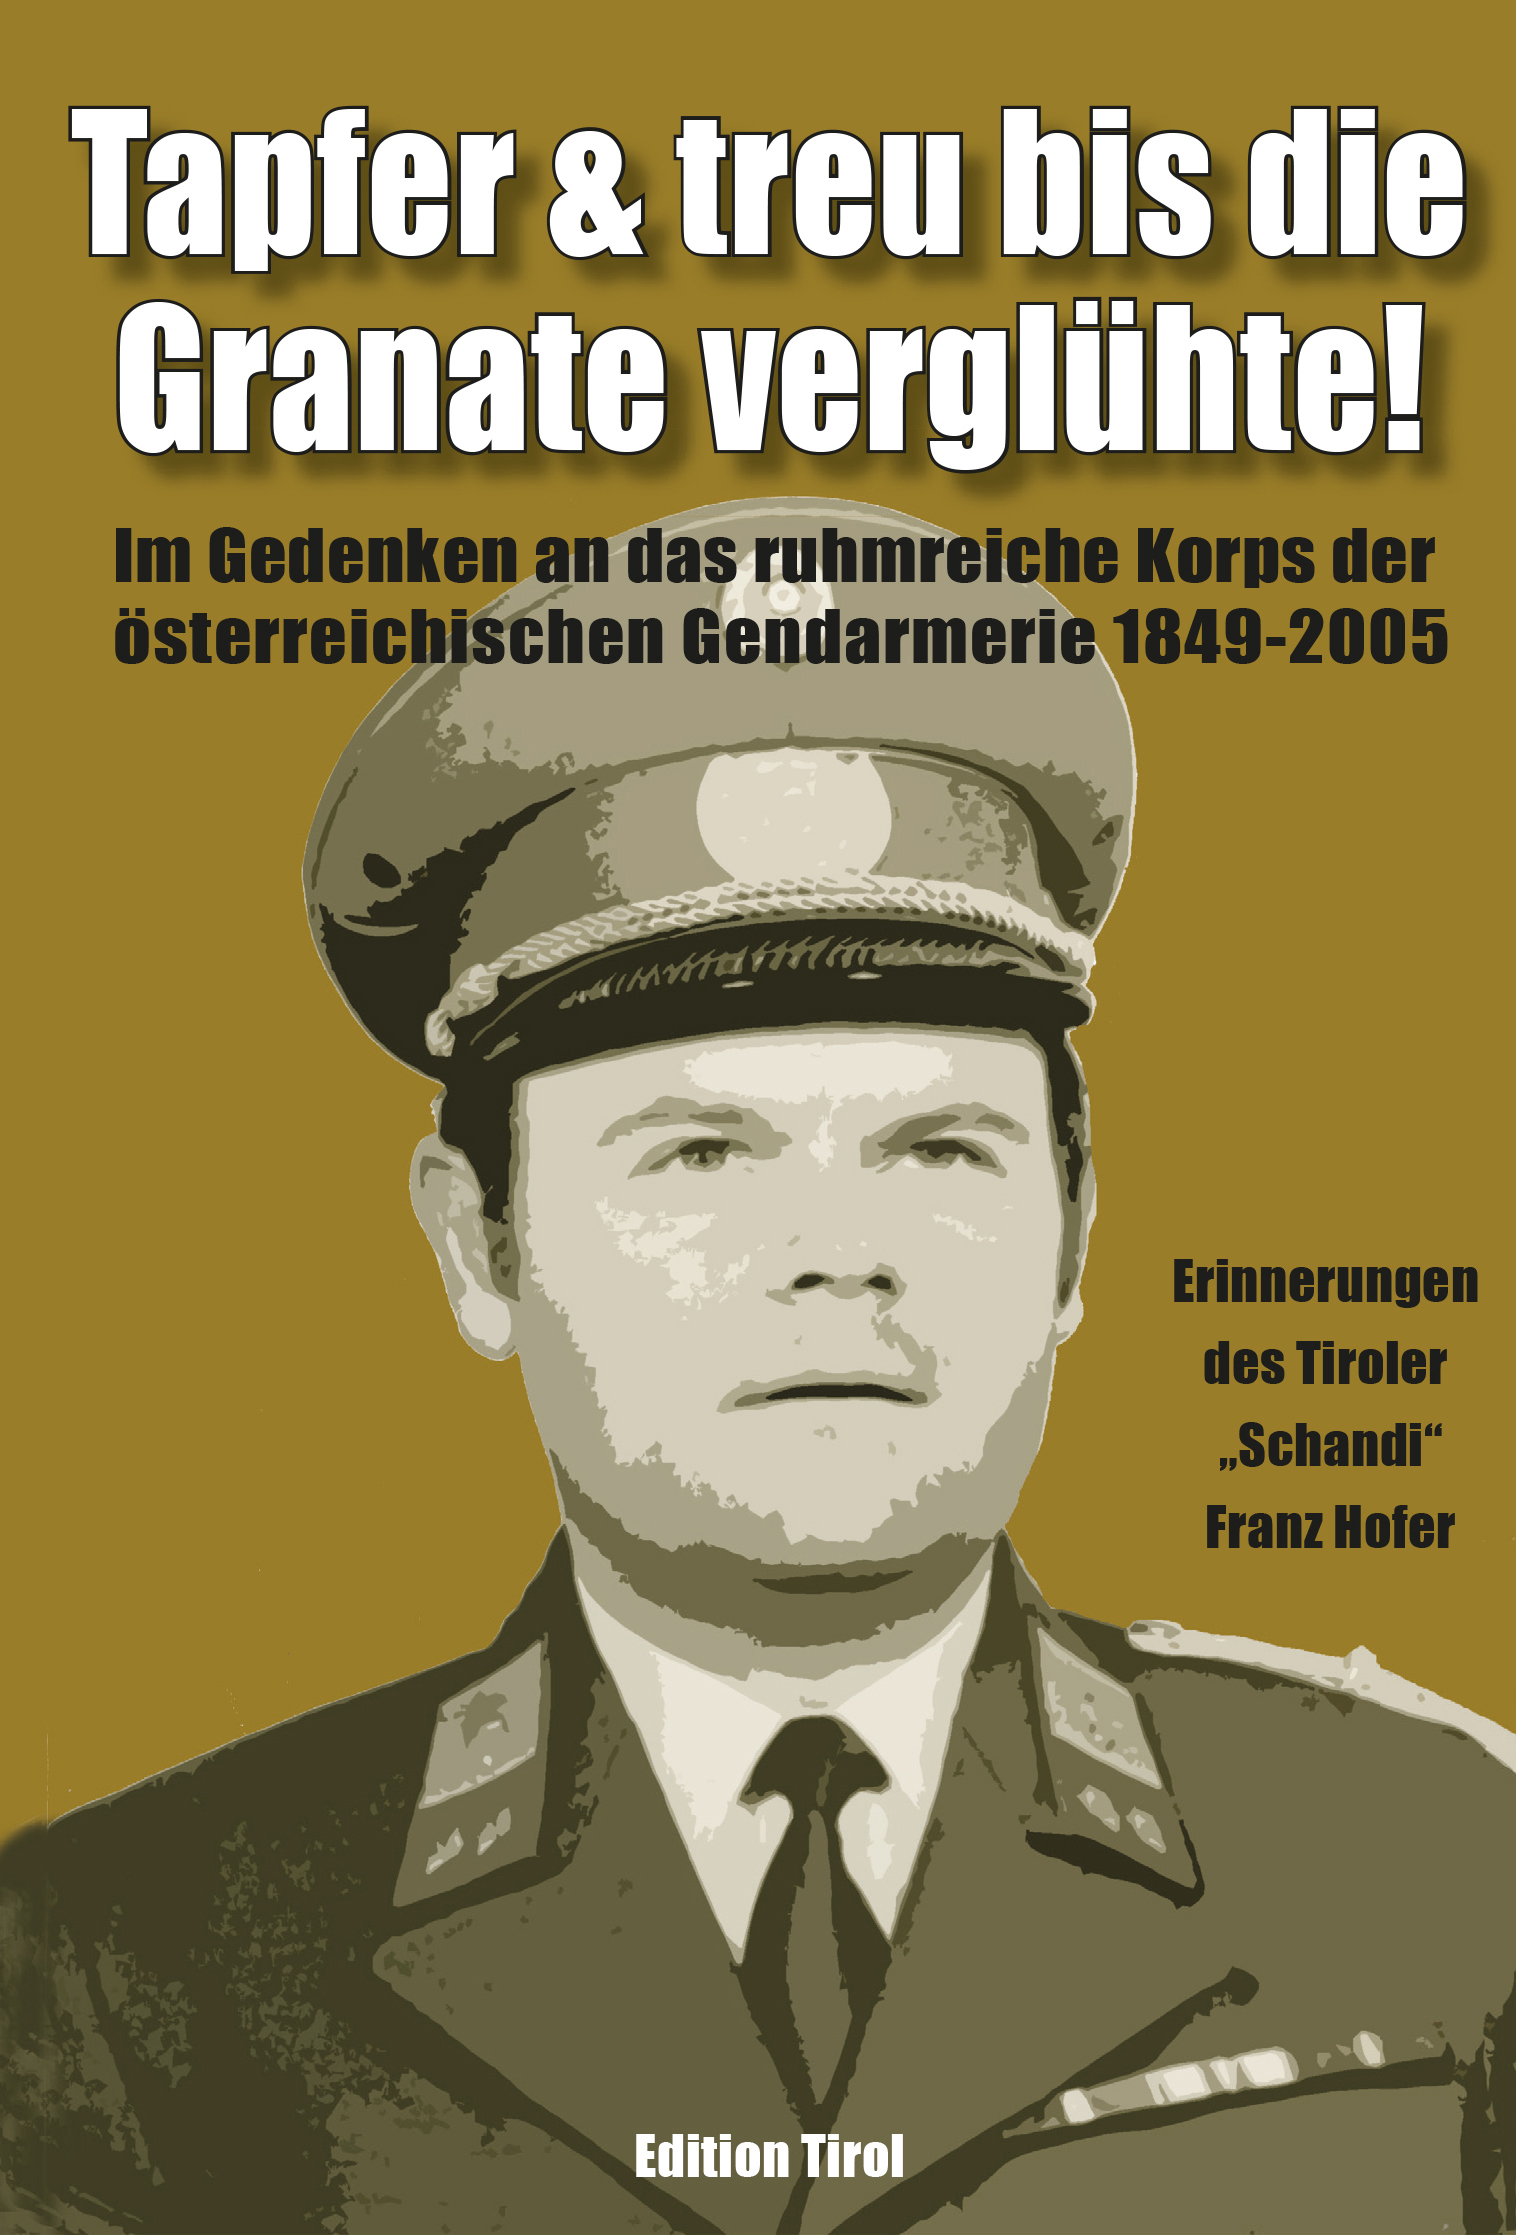 Tapfer & treu bis die
Granate verglühte!
Im Gedenken an das ruhmreiche Korps der
österreichischen Gendarmerie 1849-2005
Erinnerungen
des Tiroler
„Schandi“
Franz Hofer
Edition Tirol